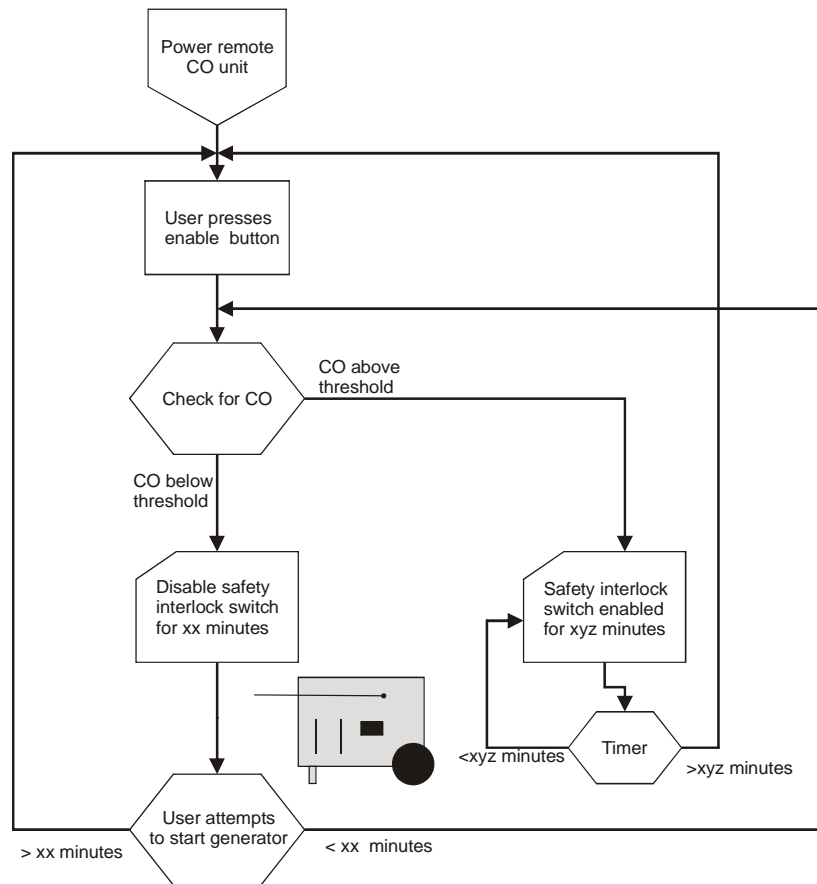 Power remote
CO unit
User presses
enable button
Check for CO
CO above
threshold
CO below
threshold
Disable safety
interlock switch
for xx minutes
Safety interlock
switch enabled
for xyz minutes
Timer
<xyz minutes
>xyz minutes
User attempts
to start generator
> xx minutes
< xx minutes